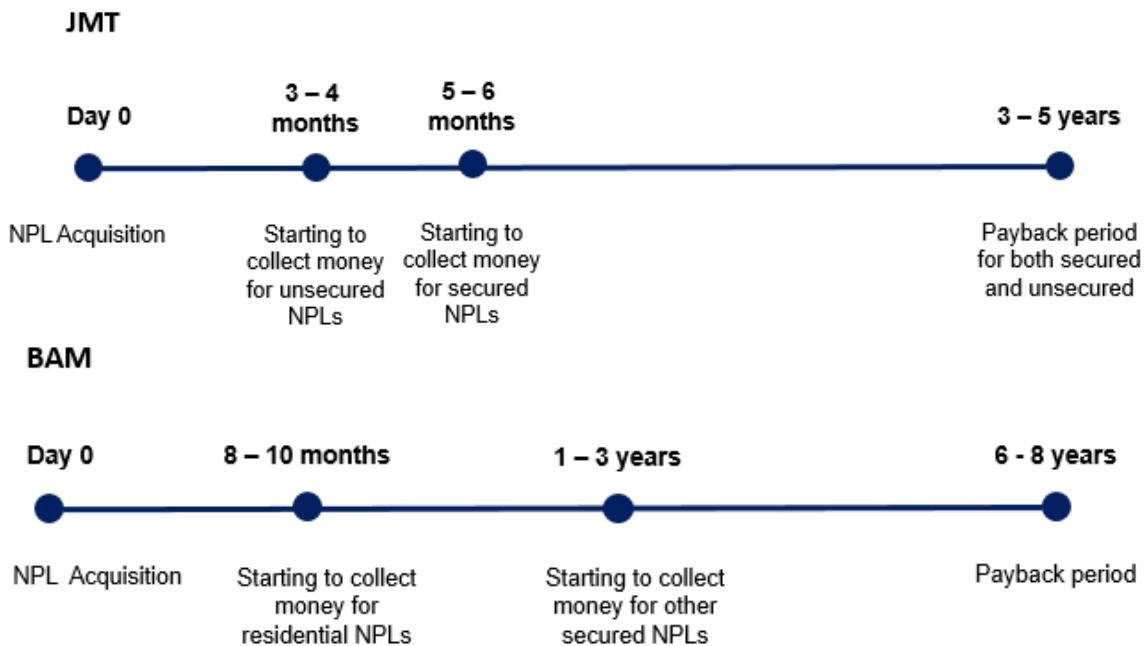 JMT
Day 0
3 – 4
months
5 – 6
months
3 – 5 years
NPL Acquisition
Starting to
collect money
for unsecured
NPLs
Starting to
collect money
for secured
NPLs
Payback period
for both secured
and unsecured
BAM
Day 0
8 – 10 months
1 – 3 years
6 - 8 years
NPL Acquisition
Starting to collect
money for
residential NPLs
Starting to collect
money for other
secured NPLs
Payback period